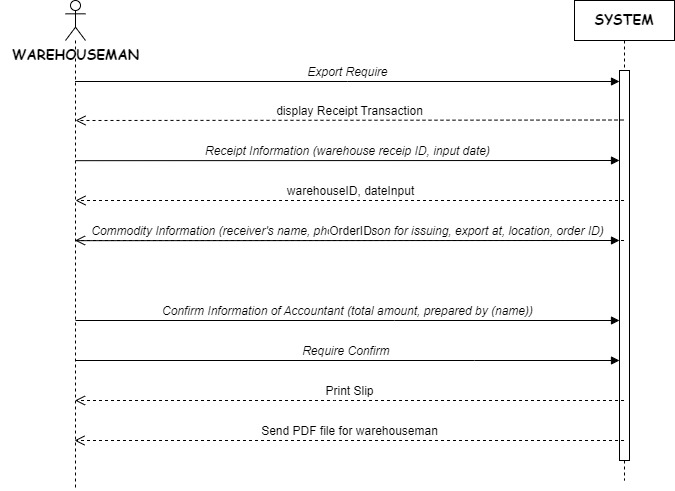 SYSTEM
WAREHOUSEMAN
Export Require
display Receipt Transaction
Receipt Information (warehouse receip ID, input date)
warehouseID, dateInput
Commodity Information (receiver's name, OrderID for issuing, export at, location, order ID)
Confirm Information of Accountant (total amount, prepared by (name))
Require Confirm
Print Slip
Send PDF file for warehouseman